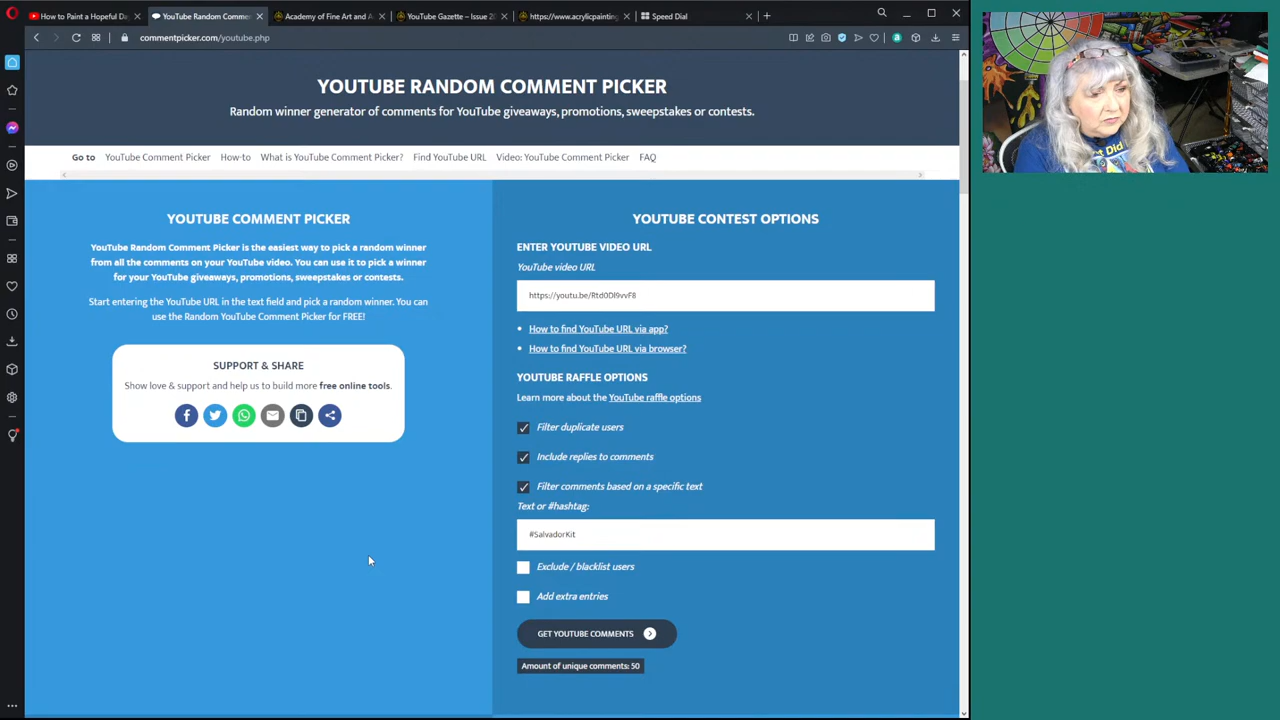 How to Paint a Hopeful Da
YouTube Random Comme
Academy of Fine Art and A
YouTube Gazette – Issue 20
https://www.acrylicpainting
Speed Dial
commentpicker.com/youtube.php
YOUTUBE RANDOM COMMENT PICKER
Random winner generator of comments for YouTube giveaways, promotions, sweepstakes or contests.
Go to YouTube Comment Picker How-to What is YouTube Comment Picker? Find YouTube URL Video: YouTube Comment Picker FAQ
YOUTUBE COMMENT PICKER
YouTube Random Comment Picker is the easiest way to pick a random winner
from all the comments on your YouTube video. You can use it to pick a winner
for your YouTube giveaways, promotions, sweepstakes or contests.
Start entering the YouTube URL in the text field and pick a random winner. You can
use the Random YouTube Comment Picker for FREE!
SUPPORT & SHARE
Show love & support and help us to build more free online tools.
YOUTUBE CONTEST OPTIONS
ENTER YOUTUBE VIDEO URL
YouTube video URL
https://youtu.be/Rtd0Dl9vvF8
How to find YouTube URL via app?
How to find YouTube URL via browser?
YOUTUBE RAFFLE OPTIONS
Learn more about the YouTube raffle options
Filter duplicate users
Include replies to comments
Filter comments based on a specific text
Text or #hashtag:
#SalvadorKit
Exclude / blacklist users
Add extra entries
GET YOUTUBE COMMENTS
Amount of unique comments: 50